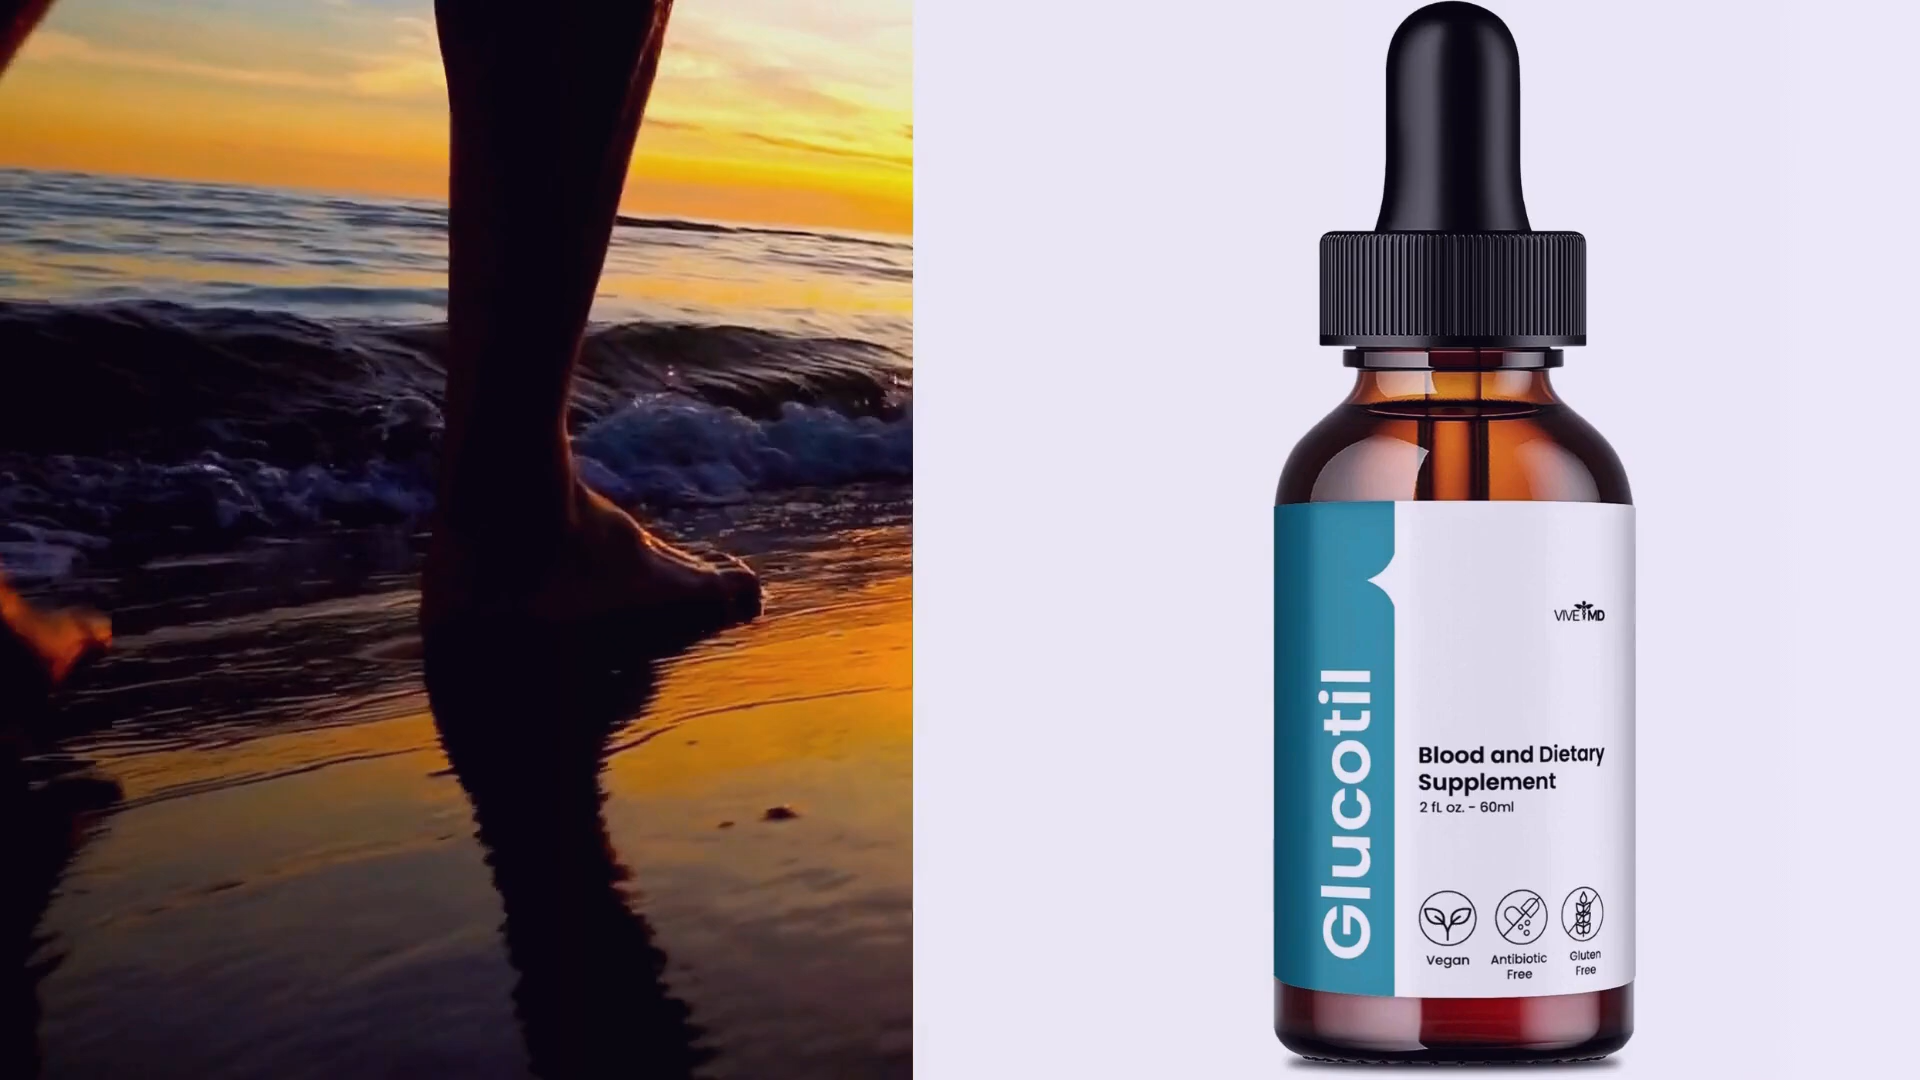 VIVE MD
Glucotil
Blood and Dietary
Supplement
2 fl. oz. - 60ml
Vegan
Antibiotic
Free
Gluten
Free